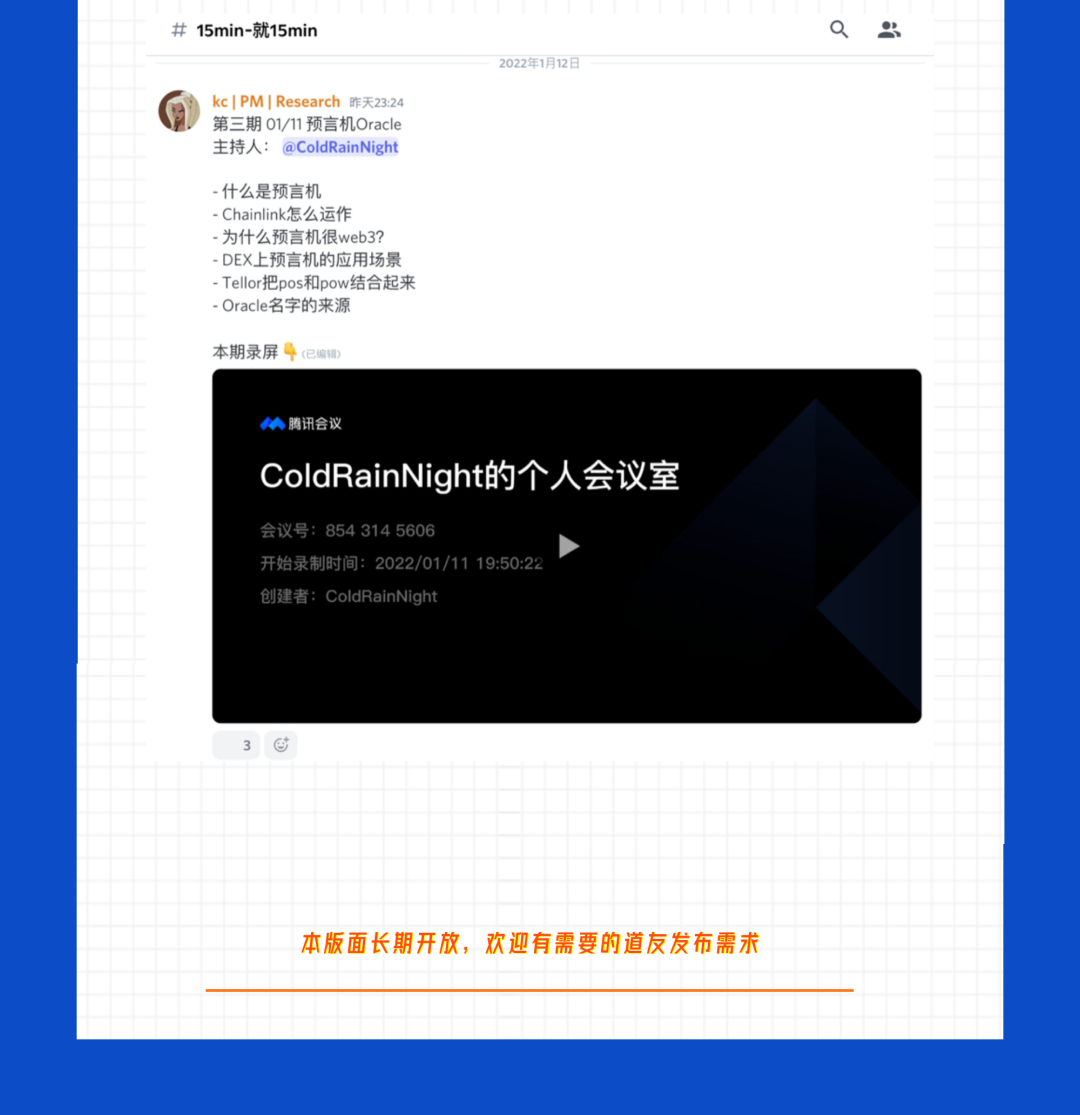 # 15min-就15min
2022年1月12日
kc | PM | Research 昨天23:24
第三期 01/11 预言机Oracle
主持人： @ColdRainNight
- 什么是预言机
- Chainlink怎么运作
- 为什么预言机很web3?
- DEX上预言机的应用场景
- Tellor把pos和pow结合起来
- Oracle名字的来源
本期录屏👇(已编辑)
腾讯会议
ColdRainNight的个人会议室
会议号：854 314 5606
开始录制时间：2022/01/11 19:50:22
创建者：ColdRainNight
3
本版面长期开放，欢迎有需要的道友发布需求